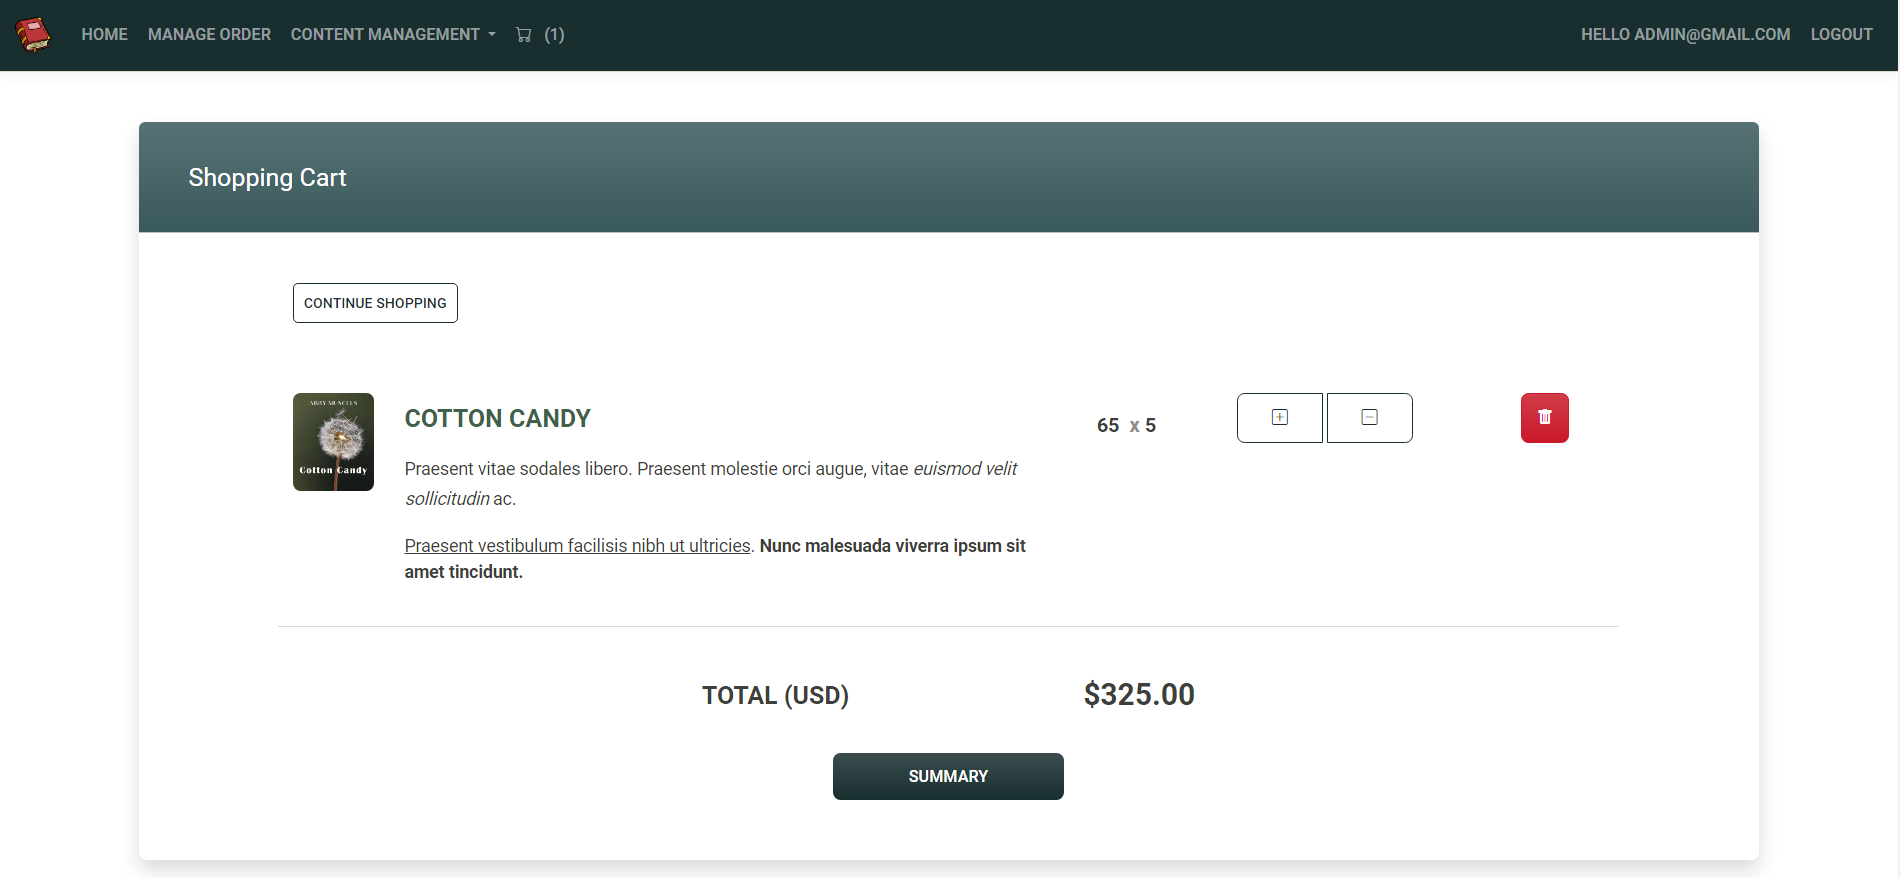 HOME MANAGE ORDER CONTENT MANAGEMENT (1) HELLO ADMIN@GMAIL.COM LOGOUT
Shopping Cart
CONTINUE SHOPPING
ABBY MUSCLES
Cotton Candy
COTTON CANDY
65 x 5
Praesent vitae sodales libero. Praesent molestie orci augue, vitae euismod velit
sollicitudin ac.
Praesent vestibulum facilisis nibh ut ultricies. Nunc malesuada viverra ipsum sit
amet tincidunt.
TOTAL (USD) $325.00
SUMMARY